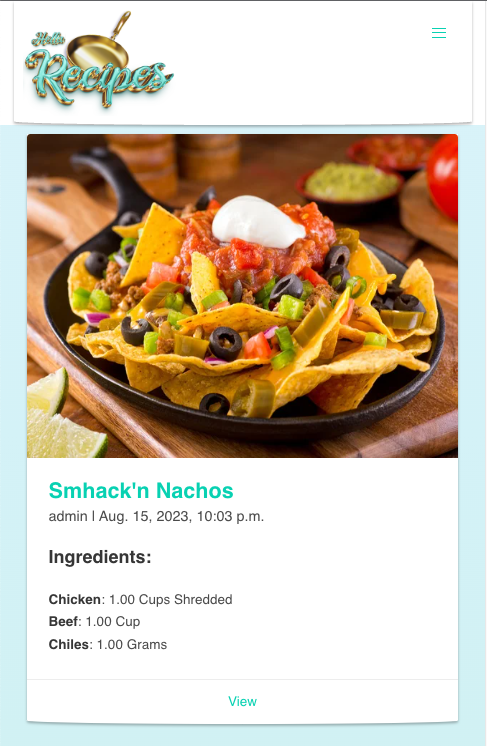 Hello
Recipes
Smhack'n Nachos
admin | Aug. 15, 2023, 10:03 p.m.
Ingredients:
Chicken: 1.00 Cups Shredded
Beef: 1.00 Cup
Chiles: 1.00 Grams
View